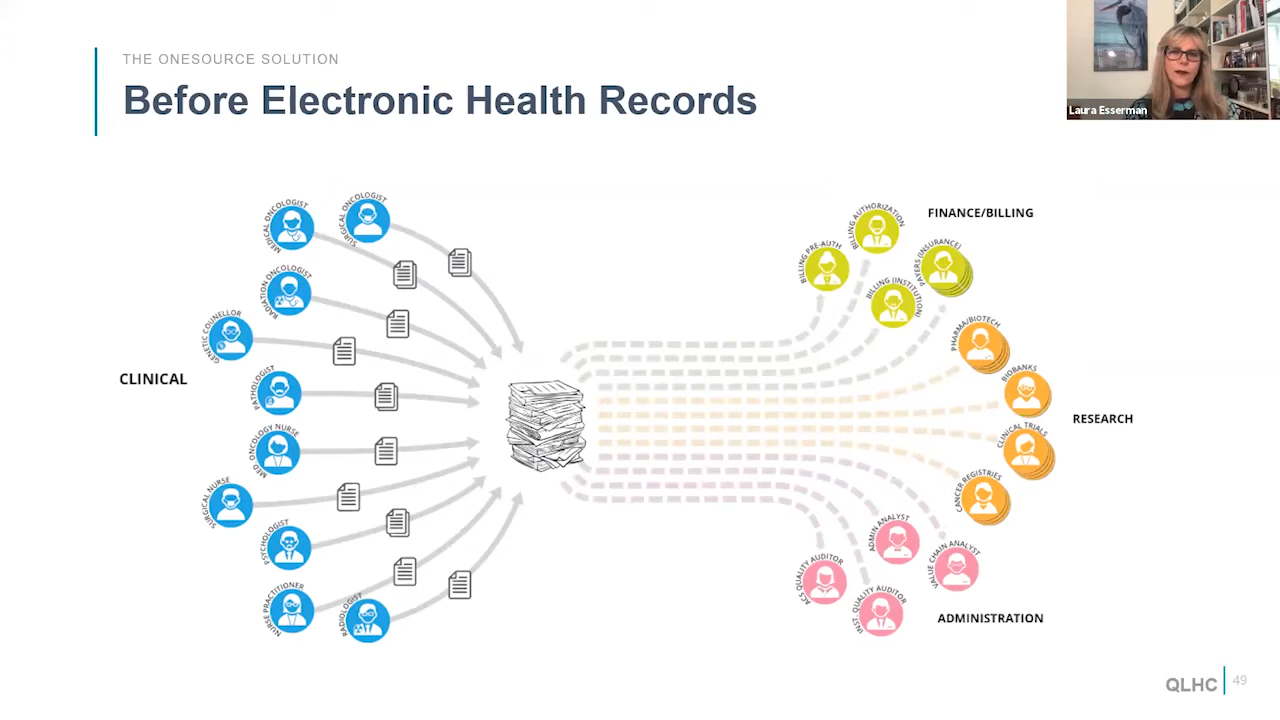 THE ONESOURCE SOLUTION
Before Electronic Health Records
Laura Esserman
CLINICAL
MEDICAL ONCOLOGIST
SURGICAL ONCOLOGIST
RADIATION ONCOLOGIST
GENETIC COUNELLOR
PATHOLOGIST
MED ONCOLOGY NURSE
SURGICAL NURSE
PSYCHOLOGIST
NURSE PRACTITIONER
RADIOLOGIST
FINANCE/BILLING
BILLING PRE-AUTH
BILLING AUTHORIZATION
BILLING (INSTITUTION)
PAYERS (INSURANCE)
RESEARCH
PHARMA/BIOTECH
BIOBANKS
CLINICAL TRIALS
CANCER REGISTRIES
ADMINISTRATION
ADMIN ANALYST
VALUE CHAIN ANALYST
ACS QUALITY AUDITOR
INST. QUALITY AUDITOR
QLHC
49